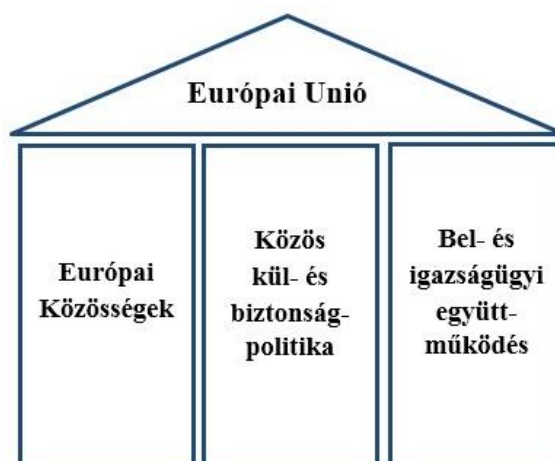 Európai Unió
Európai
Közösségek
Közös
kül- és
biztonság-
politika
Bel- és
igazságügyi
együtt-
működés